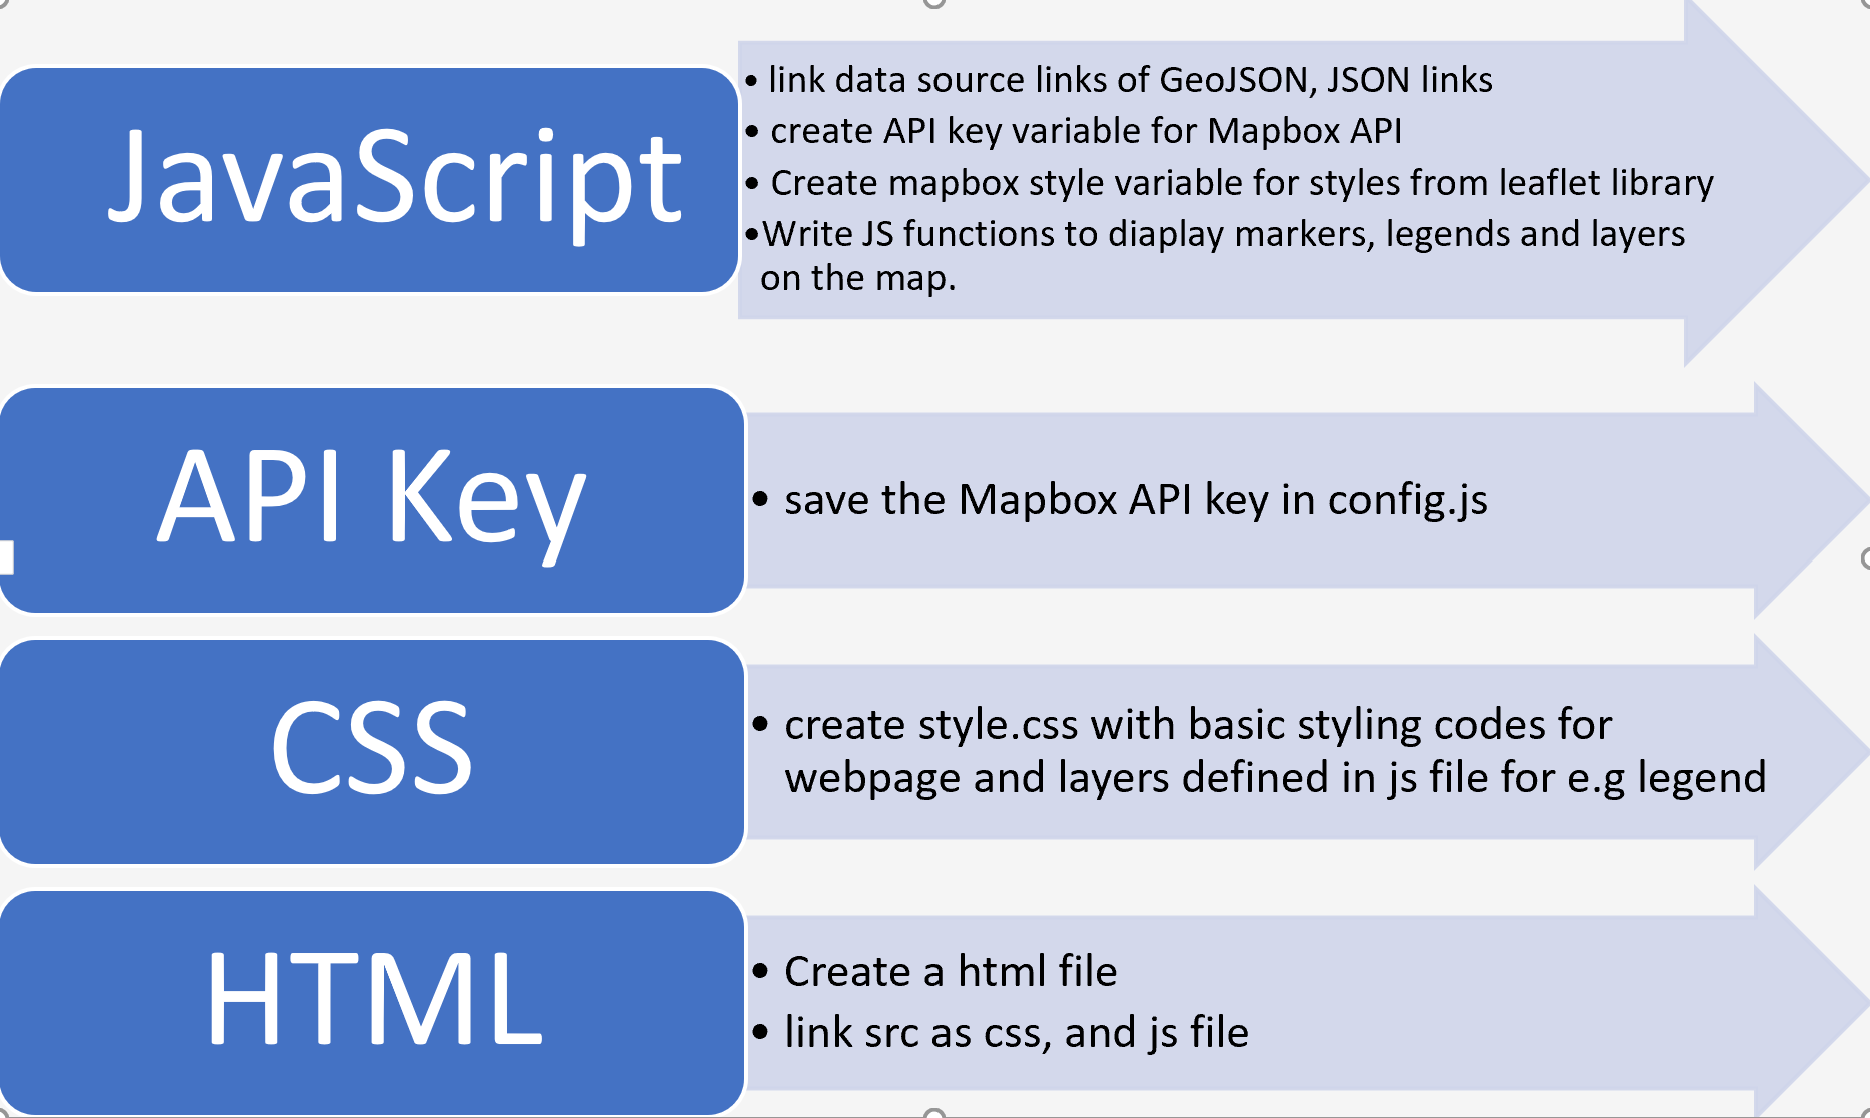 JavaScript
• link data source links of GeoJSON, JSON links
• create API key variable for Mapbox API
• Create mapbox style variable for styles from leaflet library
•Write JS functions to diaplay markers, legends and layers
on the map.
API Key
• save the Mapbox API key in config.js
CSS
• create style.css with basic styling codes for
webpage and layers defined in js file for e.g legend
HTML
• Create a html file
• link src as css, and js file